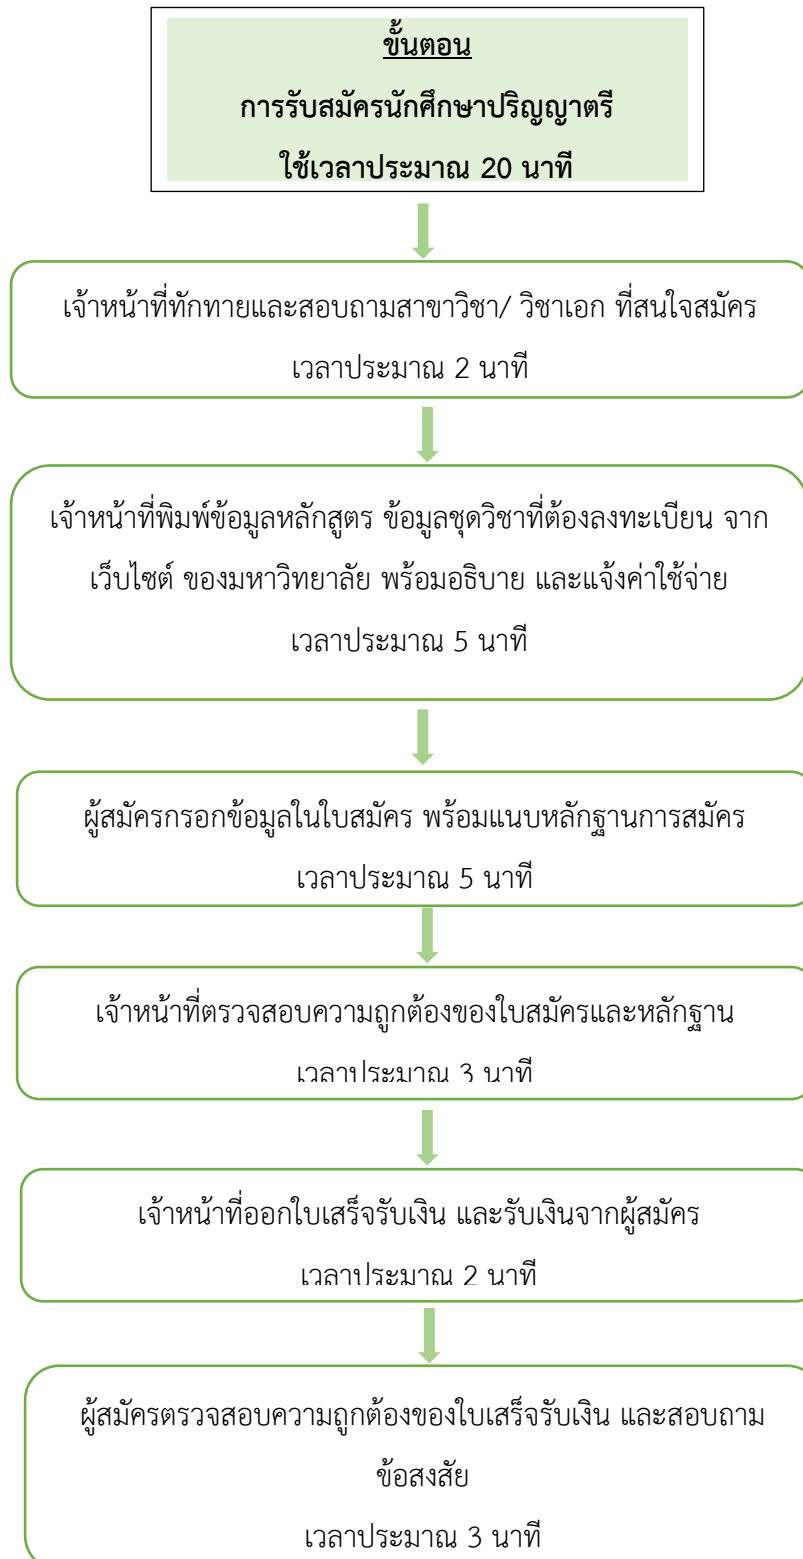 ขั้นตอน
การรับสมัครนักศึกษาปริญญาตรี
ใช้เวลาประมาณ 20 นาที
เจ้าหน้าที่ทักทายและสอบถามสาขาวิชา/ วิชาเอก ที่สนใจสมัคร
เวลาประมาณ 2 นาที
เจ้าหน้าที่พิมพ์ข้อมูลหลักสูตร ข้อมูลชุดวิชาที่ต้องลงทะเบียน จาก
เว็บไซต์ ของมหาวิทยาลัย พร้อมอธิบาย และแจ้งค่าใช้จ่าย
เวลาประมาณ 5 นาที
ผู้สมัครกรอกข้อมูลในใบสมัคร พร้อมแนบหลักฐานการสมัคร
เวลาประมาณ 5 นาที
เจ้าหน้าที่ตรวจสอบความถูกต้องของใบสมัครและหลักฐาน
เวลาประมาณ 3 นาที
เจ้าหน้าที่ออกใบเสร็จรับเงิน และรับเงินจากผู้สมัคร
เวลาประมาณ 2 นาที
ผู้สมัครตรวจสอบความถูกต้องของใบเสร็จรับเงิน และสอบถาม
ข้อสงสัย
เวลาประมาณ 3 นาที